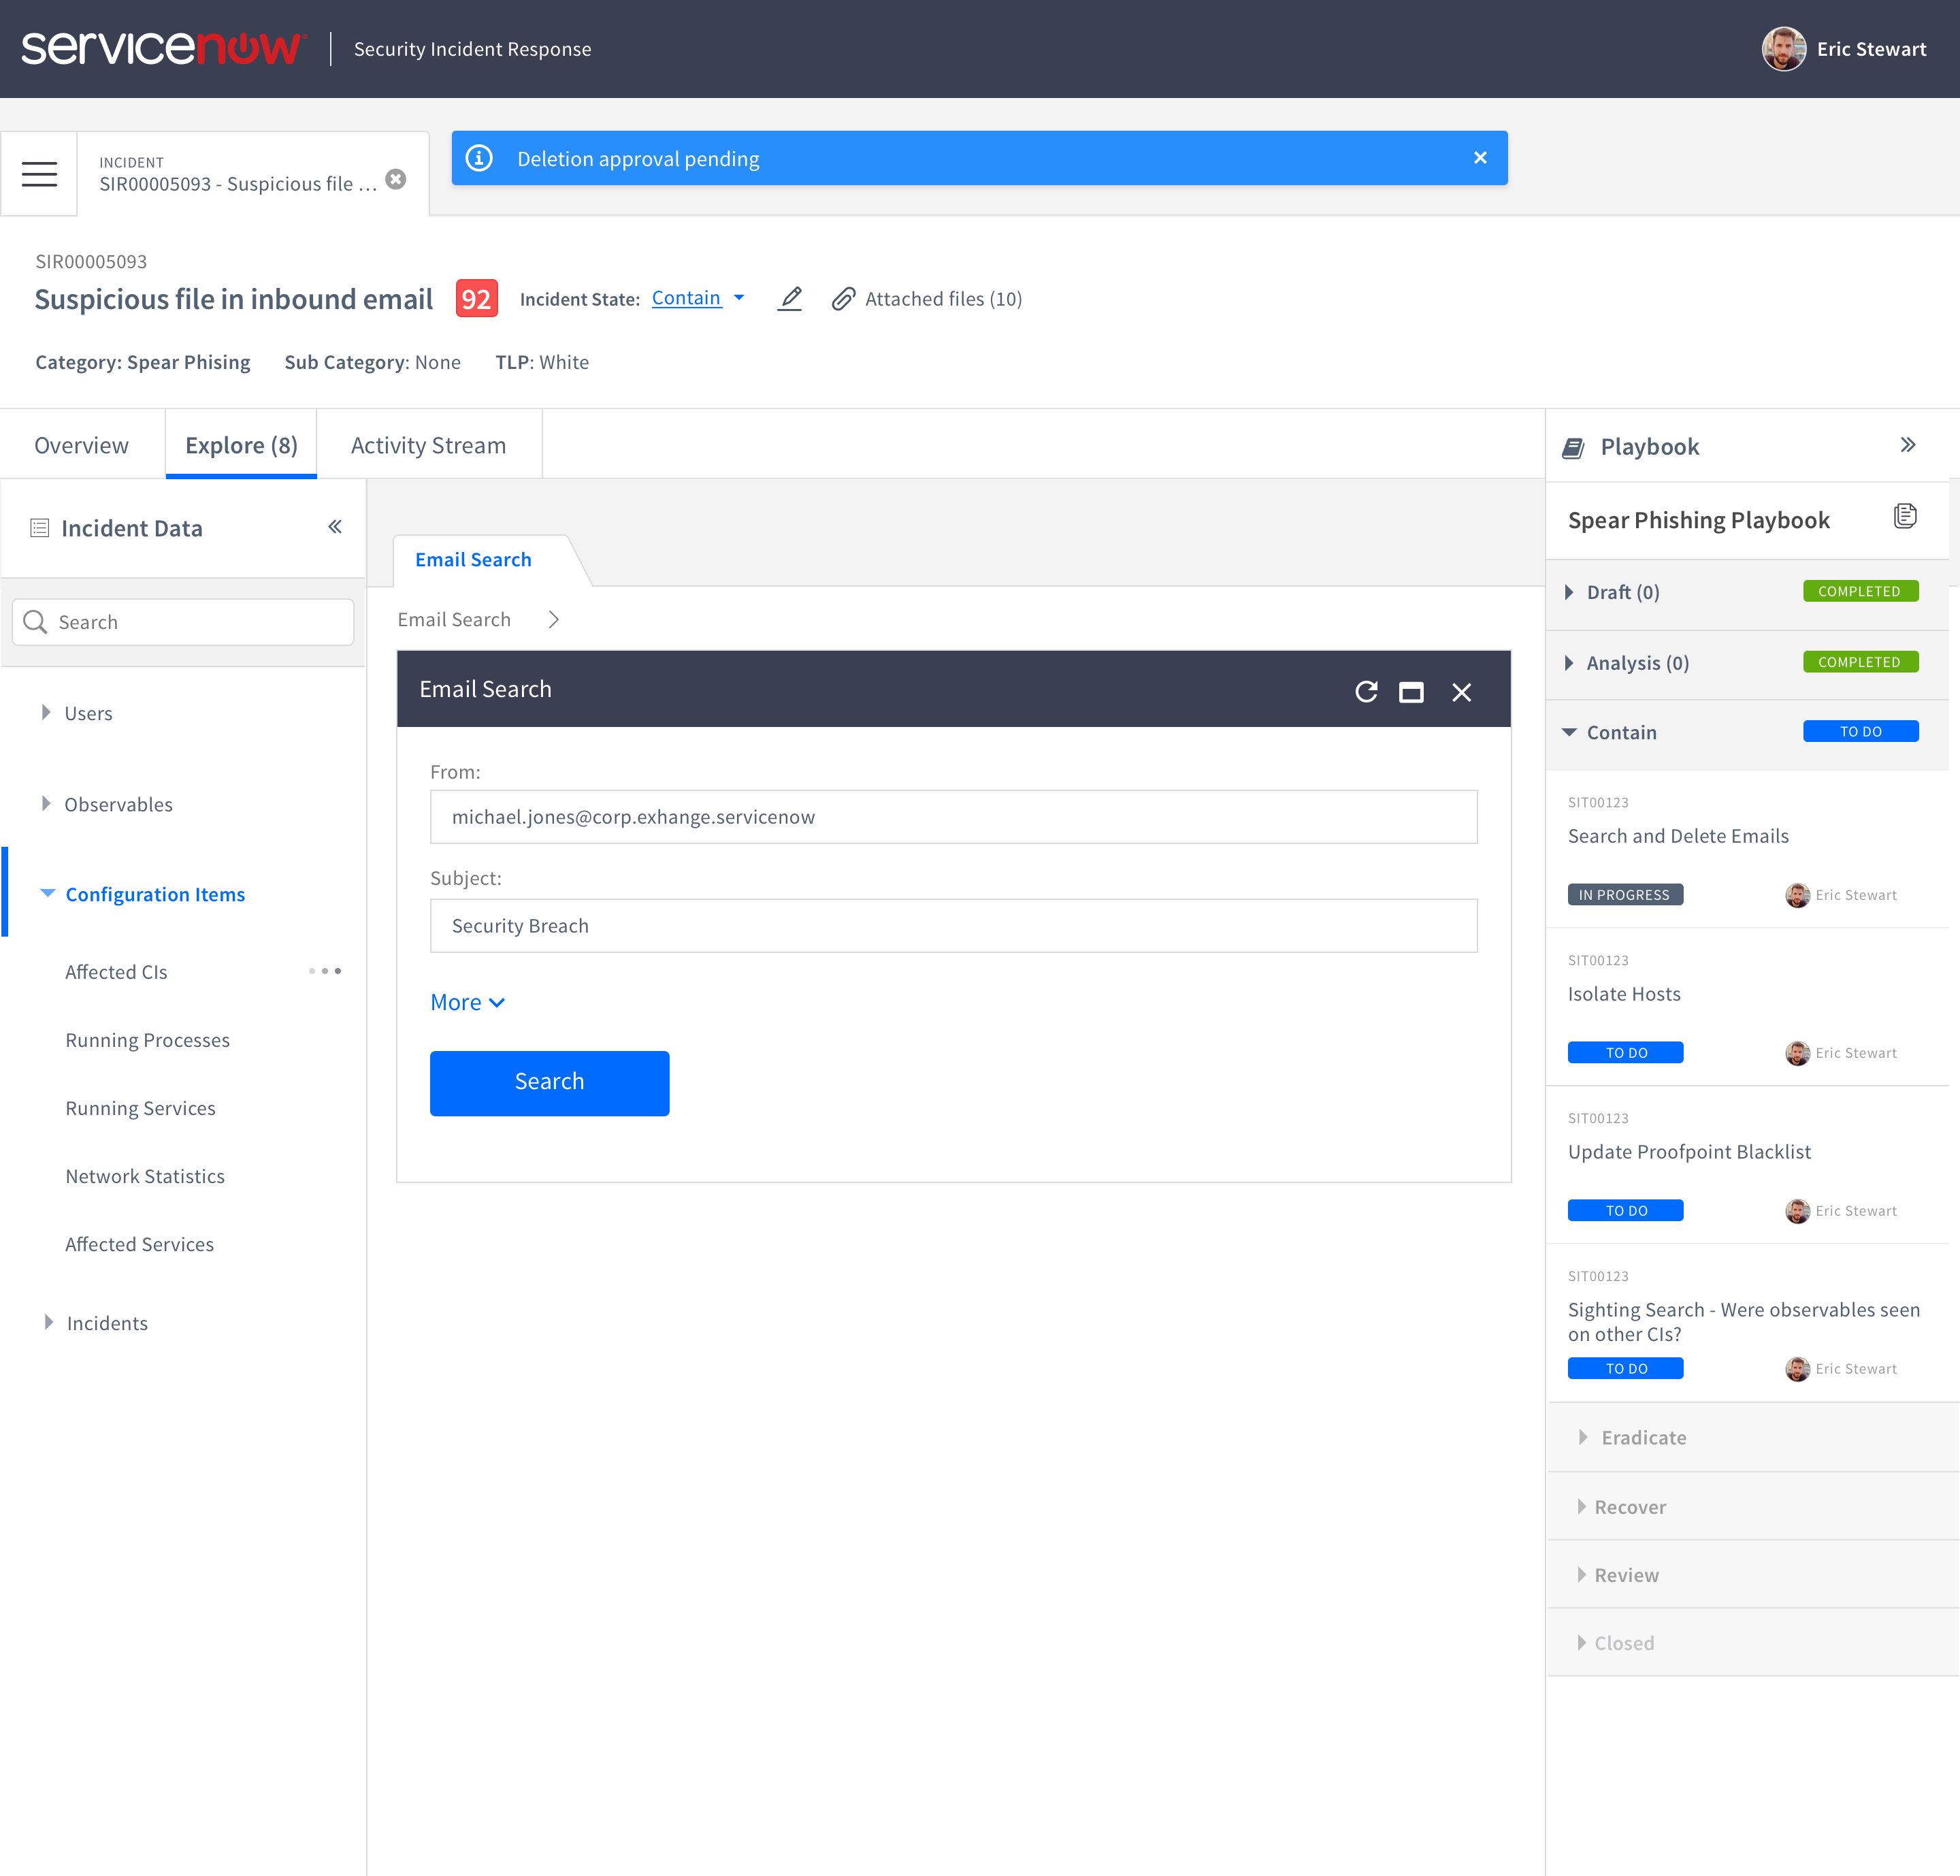 servicenow
Security Incident Response
Eric Stewart
INCIDENT
SIR00005093 - Suspicious file ...
Deletion approval pending
SIR00005093
Suspicious file in inbound email
92
Incident State: Contain
Attached files (10)
Category: Spear Phising
Sub Category: None
TLP: White
Overview
Explore (8)
Activity Stream
Incident Data
Search
Users
Observables
Configuration Items
Affected CIs
Running Processes
Running Services
Network Statistics
Affected Services
Incidents
Email Search
Email Search
Email Search
From:
michael.jones@corp.exhange.servicenow
Subject:
Security Breach
More
Search
Playbook
Spear Phishing Playbook
Draft (0)
COMPLETED
Analysis (0)
COMPLETED
Contain
TO DO
SIT00123
Search and Delete Emails
IN PROGRESS
Eric Stewart
SIT00123
Isolate Hosts
TO DO
Eric Stewart
SIT00123
Update Proofpoint Blacklist
TO DO
Eric Stewart
SIT00123
Sighting Search - Were observables seen
on other CIs?
TO DO
Eric Stewart
Eradicate
Recover
Review
Closed